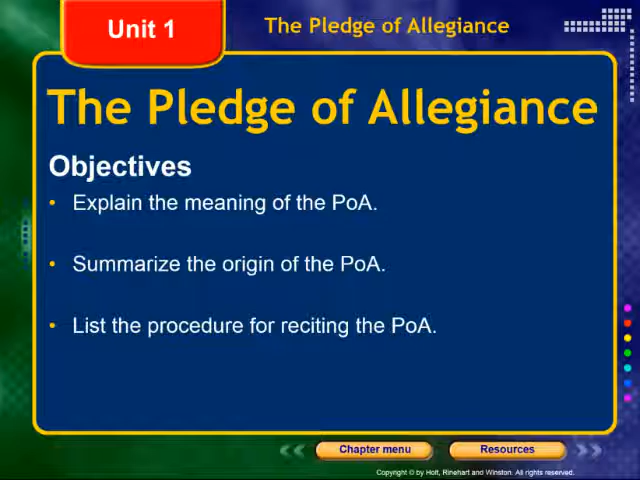 Unit 1
The Pledge of Allegiance
The Pledge of Allegiance
Objectives
• Explain the meaning of the PoA.
• Summarize the origin of the PoA.
• List the procedure for reciting the PoA.
Chapter menu
Resources
Copyright © by Holt, Rinehart and Winston. All rights reserved.